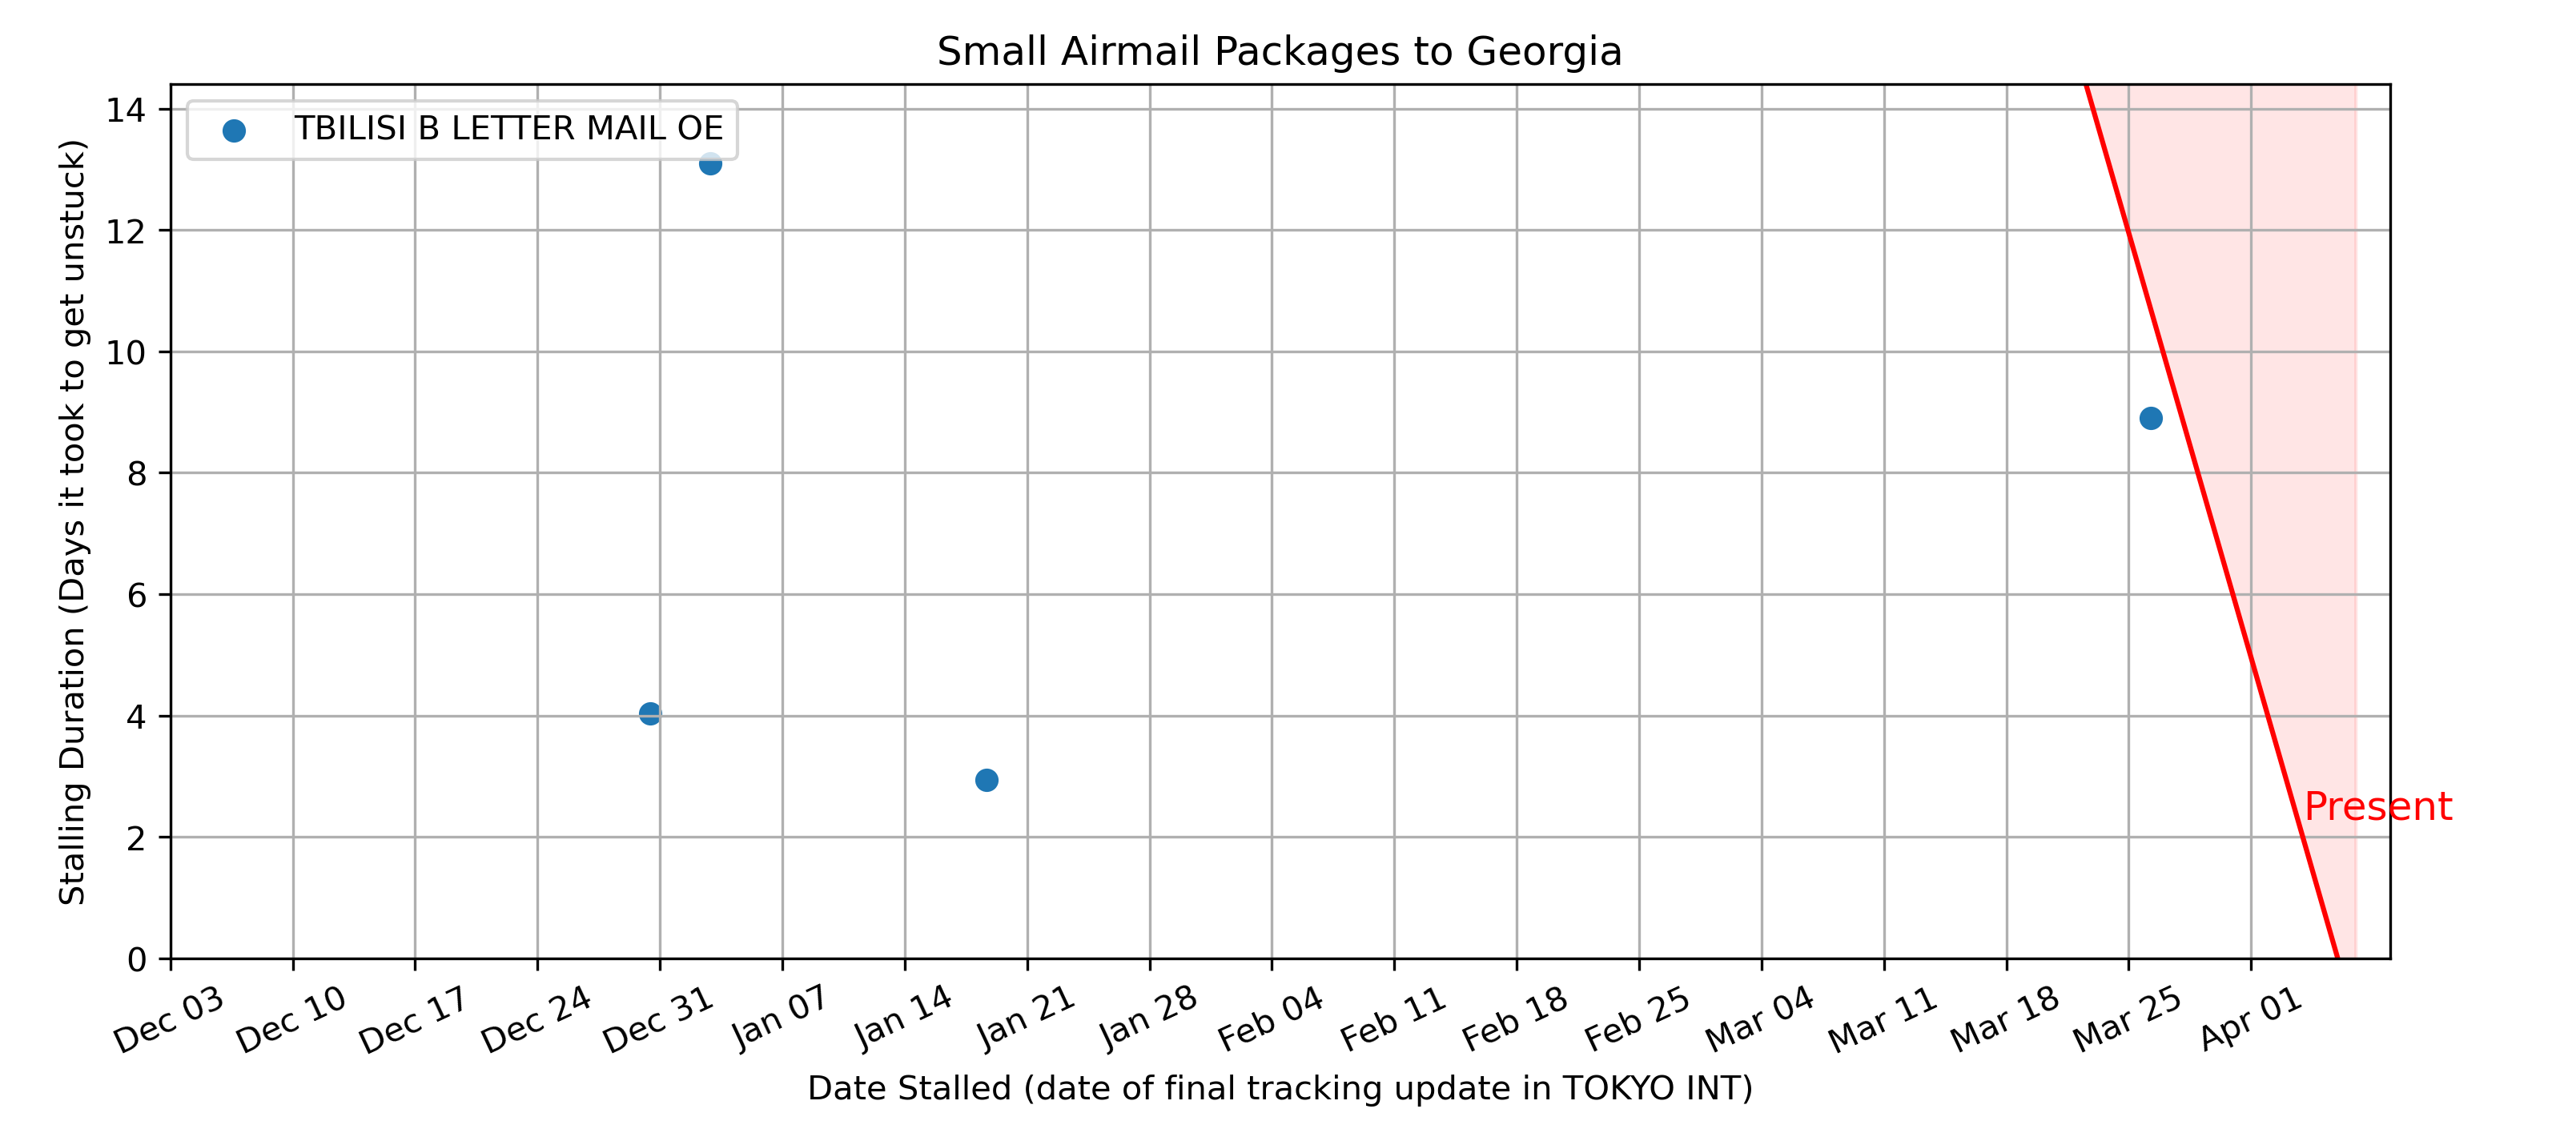 Small Airmail Packages to Georgia
TBILISI B LETTER MAIL OE
Stalling Duration (Days it took to get unstuck)
14
12
10
8
6
4
2
0
Present
Dec 03
Dec 10
Dec 17
Dec 24
Dec 31
Jan 07
Jan 14
Jan 21
Jan 28
Feb 04
Feb 11
Feb 18
Feb 25
Mar 04
Mar 11
Mar 18
Mar 25
Apr 01
Date Stalled (date of final tracking update in TOKYO INT)